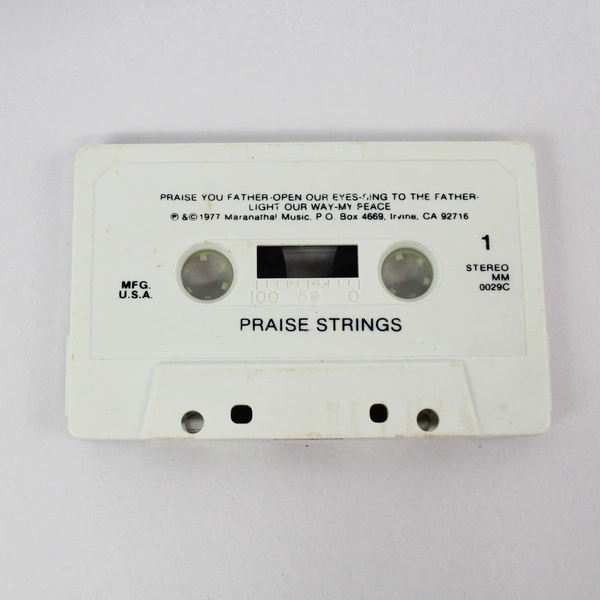 PRAISE YOU FATHER-OPEN OUR EYES-SING TO THE FATHER-
LIGHT OUR WAY-MY PEACE
℗ &© 1977 Maranatha! Music, P.O. Box 4669, Irvine, CA 92716
1
STEREO
MM
0029C
MFG.
U.S.A.
100 50 0
PRAISE STRINGS